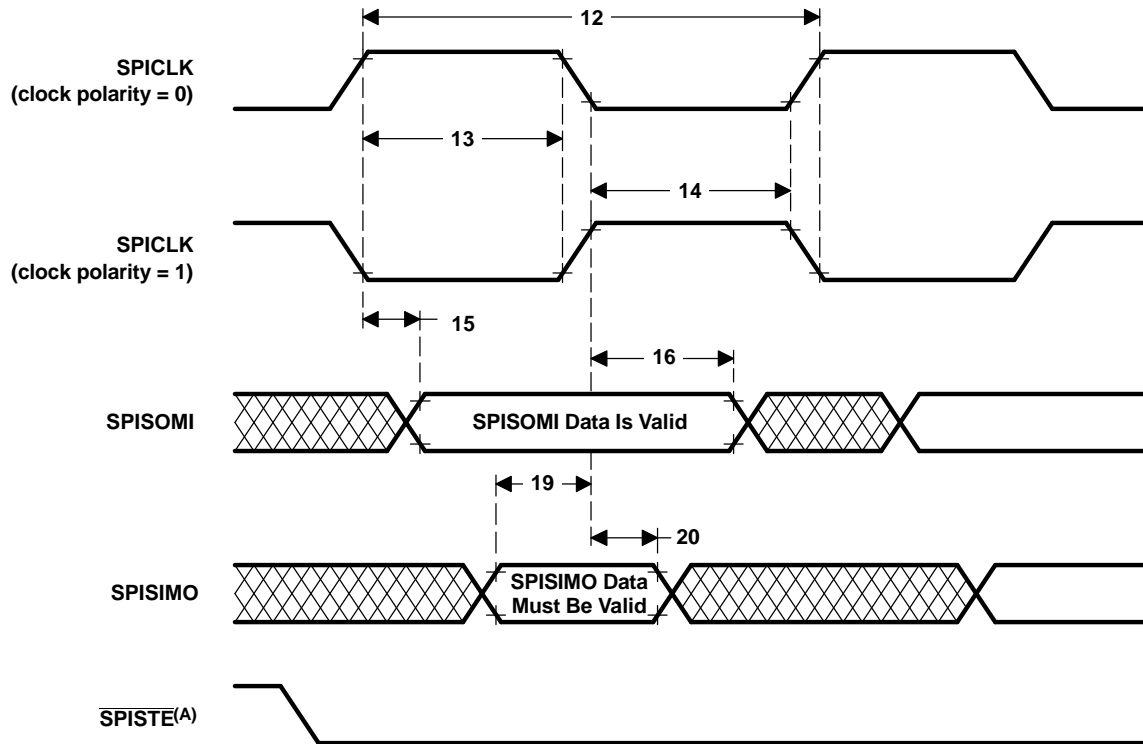 12
SPICLK
(clock polarity = 0)
13
14
SPICLK
(clock polarity = 1)
15
16
SPISOMI
SPISOMI Data Is Valid
19
20
SPISIMO
SPISIMO Data
Must Be Valid
SPISTE(A)